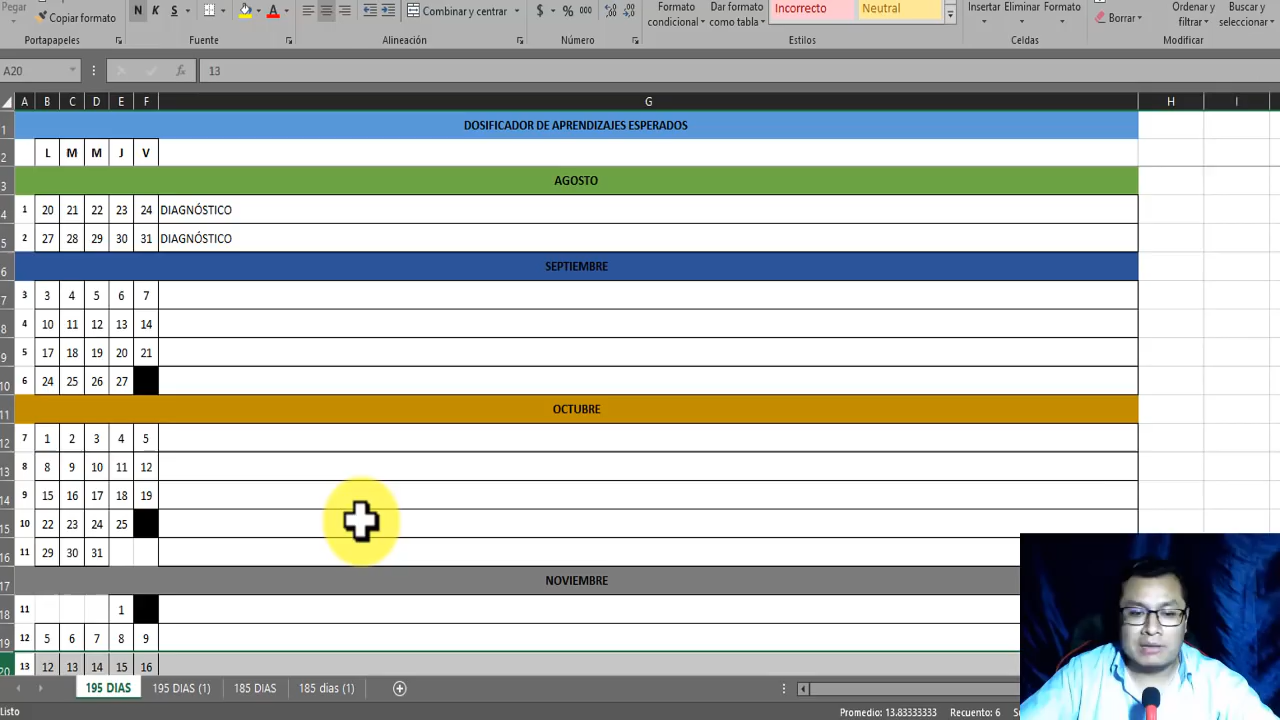 Pegar
Copiar formato
Portapapeles
N K S
A
Fuente
Combinar y centrar
Alineación
$ % 000
Número
Formato condicional
Dar formato como tabla
Incorrecto
Neutral
Estilos
Insertar Eliminar Formato
Celdas
Borrar
Ordenar y filtrar
Buscar y seleccionar
Modificar
A20 fx 13
A B C D E F G H I
1 DOSIFICADOR DE APRENDIZAJES ESPERADOS
2 L M M J V
3 AGOSTO
4 1 20 21 22 23 24 DIAGNÓSTICO
5 2 27 28 29 30 31 DIAGNÓSTICO
6 SEPTIEMBRE
7 3 3 4 5 6 7
8 4 10 11 12 13 14
9 5 17 18 19 20 21
10 6 24 25 26 27
11 OCTUBRE
12 7 1 2 3 4 5
13 8 8 9 10 11 12
14 9 15 16 17 18 19
15 10 22 23 24 25
16 11 29 30 31
17 NOVIEMBRE
18 11 1
19 12 5 6 7 8 9
20 13 12 13 14 15 16
195 DIAS 195 DIAS (1) 185 DIAS 185 dias (1)
Listo Promedio: 13.83333333 Recuento: 6